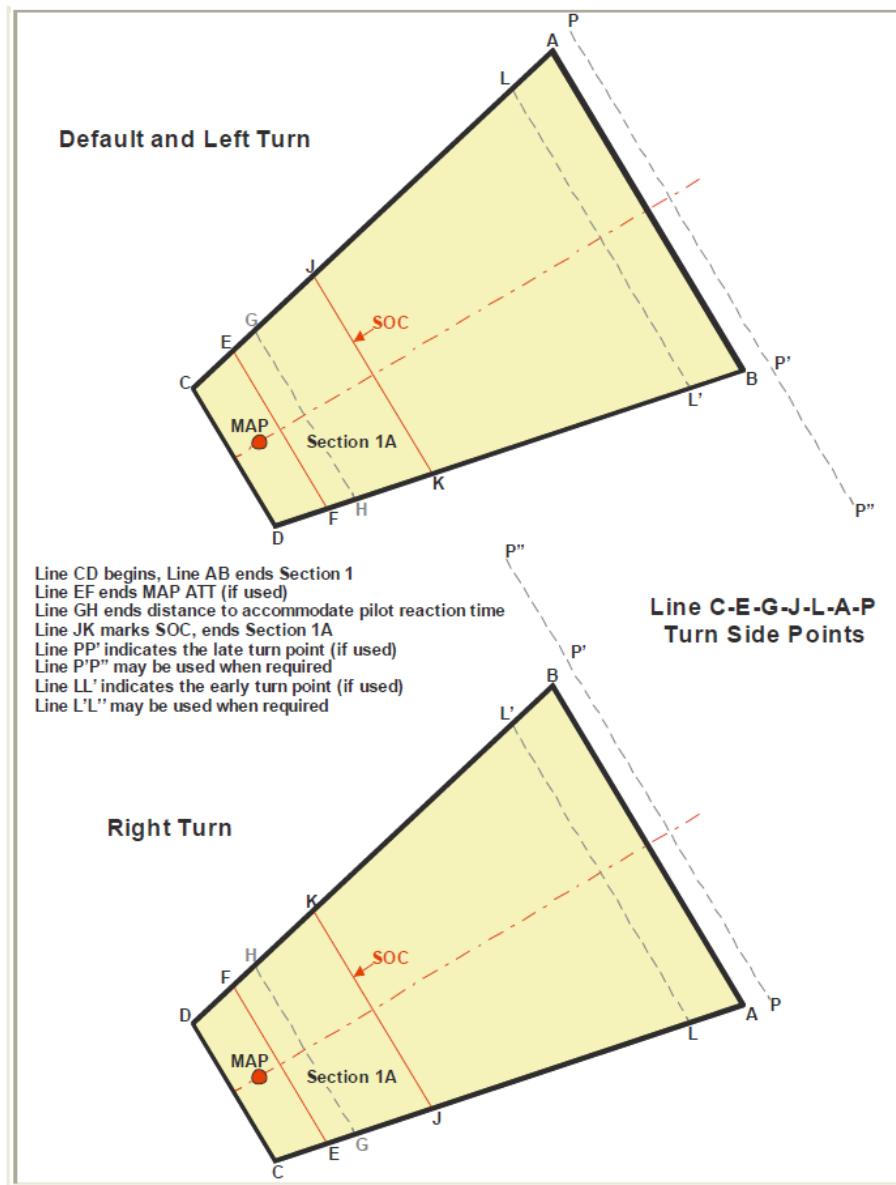 P
A
L
Default and Left Turn
J
SOC
G
E
C
MAP
Section 1A
P'
B
L'
K
H
F
D
P"
Line CD begins, Line AB ends Section 1
Line EF ends MAP ATT (if used)
Line GH ends distance to accommodate pilot reaction time
Line JK marks SOC, ends Section 1A
Line PP' indicates the late turn point (if used)
Line P'P" may be used when required
Line LL' indicates the early turn point (if used)
Line L'L'' may be used when required
Line C-E-G-J-L-A-P
Turn Side Points
P"
P'
B
L'
Right Turn
K
SOC
H
F
D
MAP
Section 1A
A
P
L
J
G
E
C